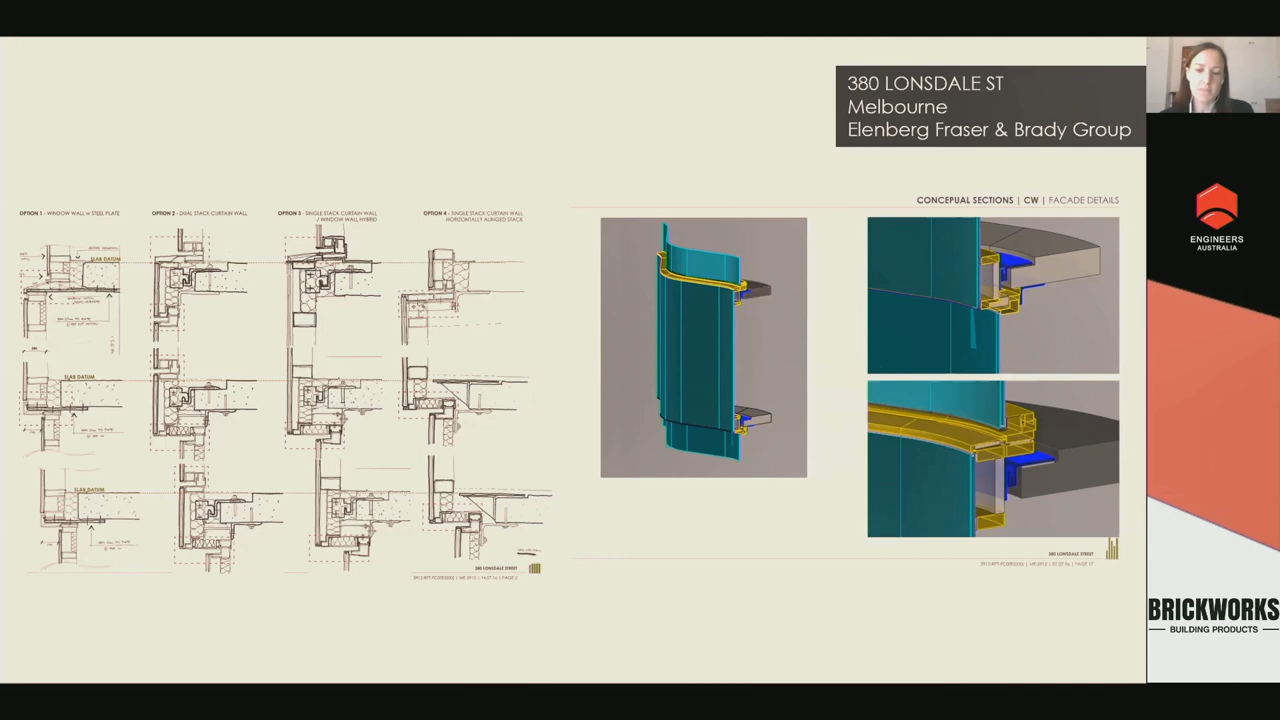 380 LONSDALE ST
Melbourne
Elenberg Fraser & Brady Group
OPTION 1 - WINDOW WALL w STEEL PLATE
OPTION 2 - DUAL STACK CURTAIN WALL
OPTION 3 - SINGLE STACK CURTAIN WALL
/ WINDOW WALL HYBRID
OPTION 4 - SINGLE STACK CURTAIN WALL
HORIZONTALLY ALINGED STACK
SLAB DATUM
SLAB DATUM
SLAB DATUM
380 LONSDALE STREET
CONCEPUAL SECTIONS | CW | FACADE DETAILS
380 LONSDALE STREET
ENGINEERS
AUSTRALIA
BRICKWORKS
BUILDING PRODUCTS